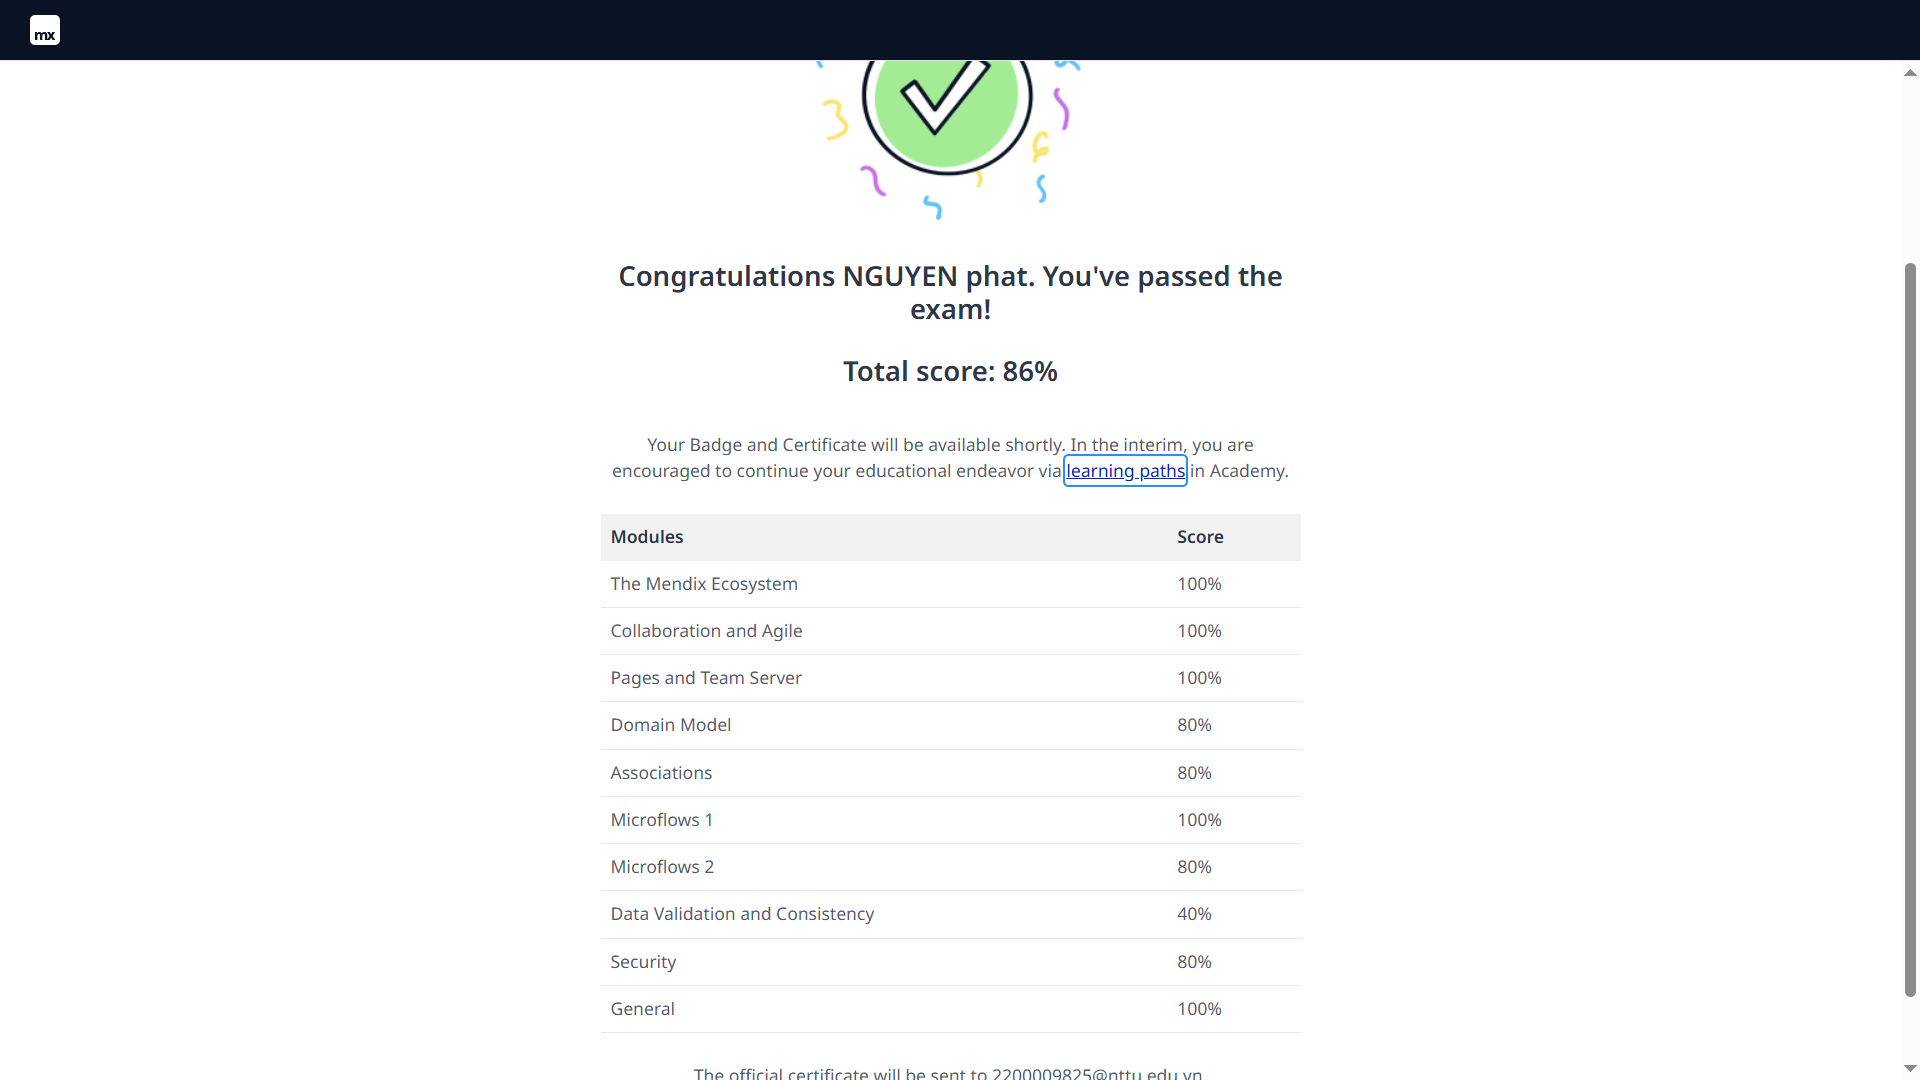 mx
Congratulations NGUYEN phat. You've passed the
exam!
Total score: 86%
Your Badge and Certificate will be available shortly. In the interim, you are
encouraged to continue your educational endeavor via learning paths in Academy.
Modules Score
The Mendix Ecosystem 100%
Collaboration and Agile 100%
Pages and Team Server 100%
Domain Model 80%
Associations 80%
Microflows 1 100%
Microflows 2 80%
Data Validation and Consistency 40%
Security 80%
General 100%
The official certificate will be sent to 2200009825@nttu.edu.vn